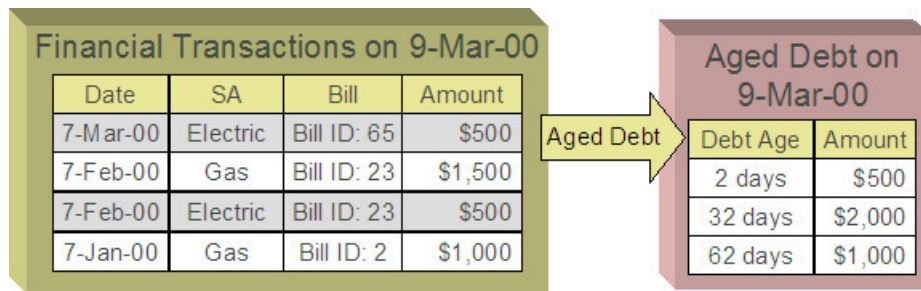 Financial Transactions on 9-Mar-00
Date SA Bill Amount
7-Mar-00 Electric Bill ID: 65 $500
7-Feb-00 Gas Bill ID: 23 $1,500
7-Feb-00 Electric Bill ID: 23 $500
7-Jan-00 Gas Bill ID: 2 $1,000
Aged Debt
Aged Debt on
9-Mar-00
Debt Age Amount
2 days $500
32 days $2,000
62 days $1,000